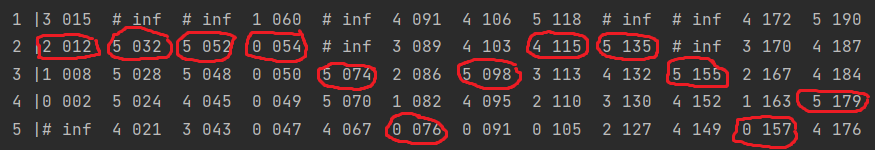 1 |3 015 # inf # inf 1 060 # inf 4 091 4 106 5 118 # inf # inf 4 172 5 190
2 |2 012 5 032 5 052 0 054 # inf 3 089 4 103 4 115 5 135 # inf 3 170 4 187
3 |1 008 5 028 5 048 0 050 5 074 2 086 5 098 3 113 4 132 5 155 2 167 4 184
4 |0 002 5 024 4 045 0 049 5 070 1 082 4 095 2 110 3 130 4 152 1 163 5 179
5 |# inf 4 021 3 043 0 047 4 067 0 076 0 091 0 105 2 127 4 149 0 157 4 176